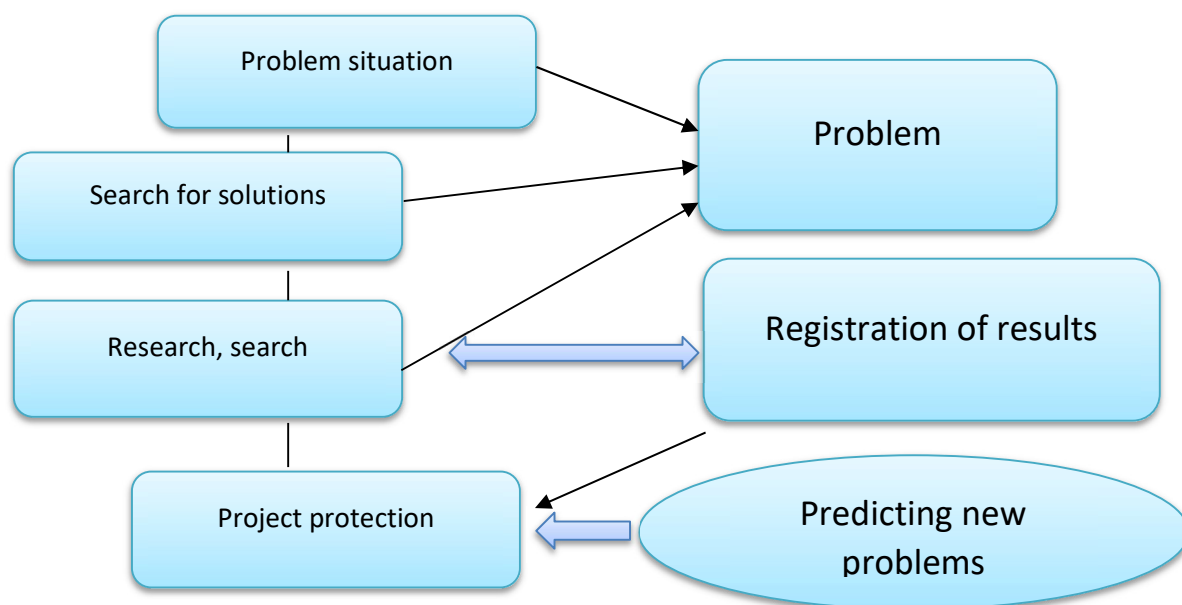 Problem situation
Problem
Search for solutions
Registration of results
Research, search
Project protection
Predicting new
problems